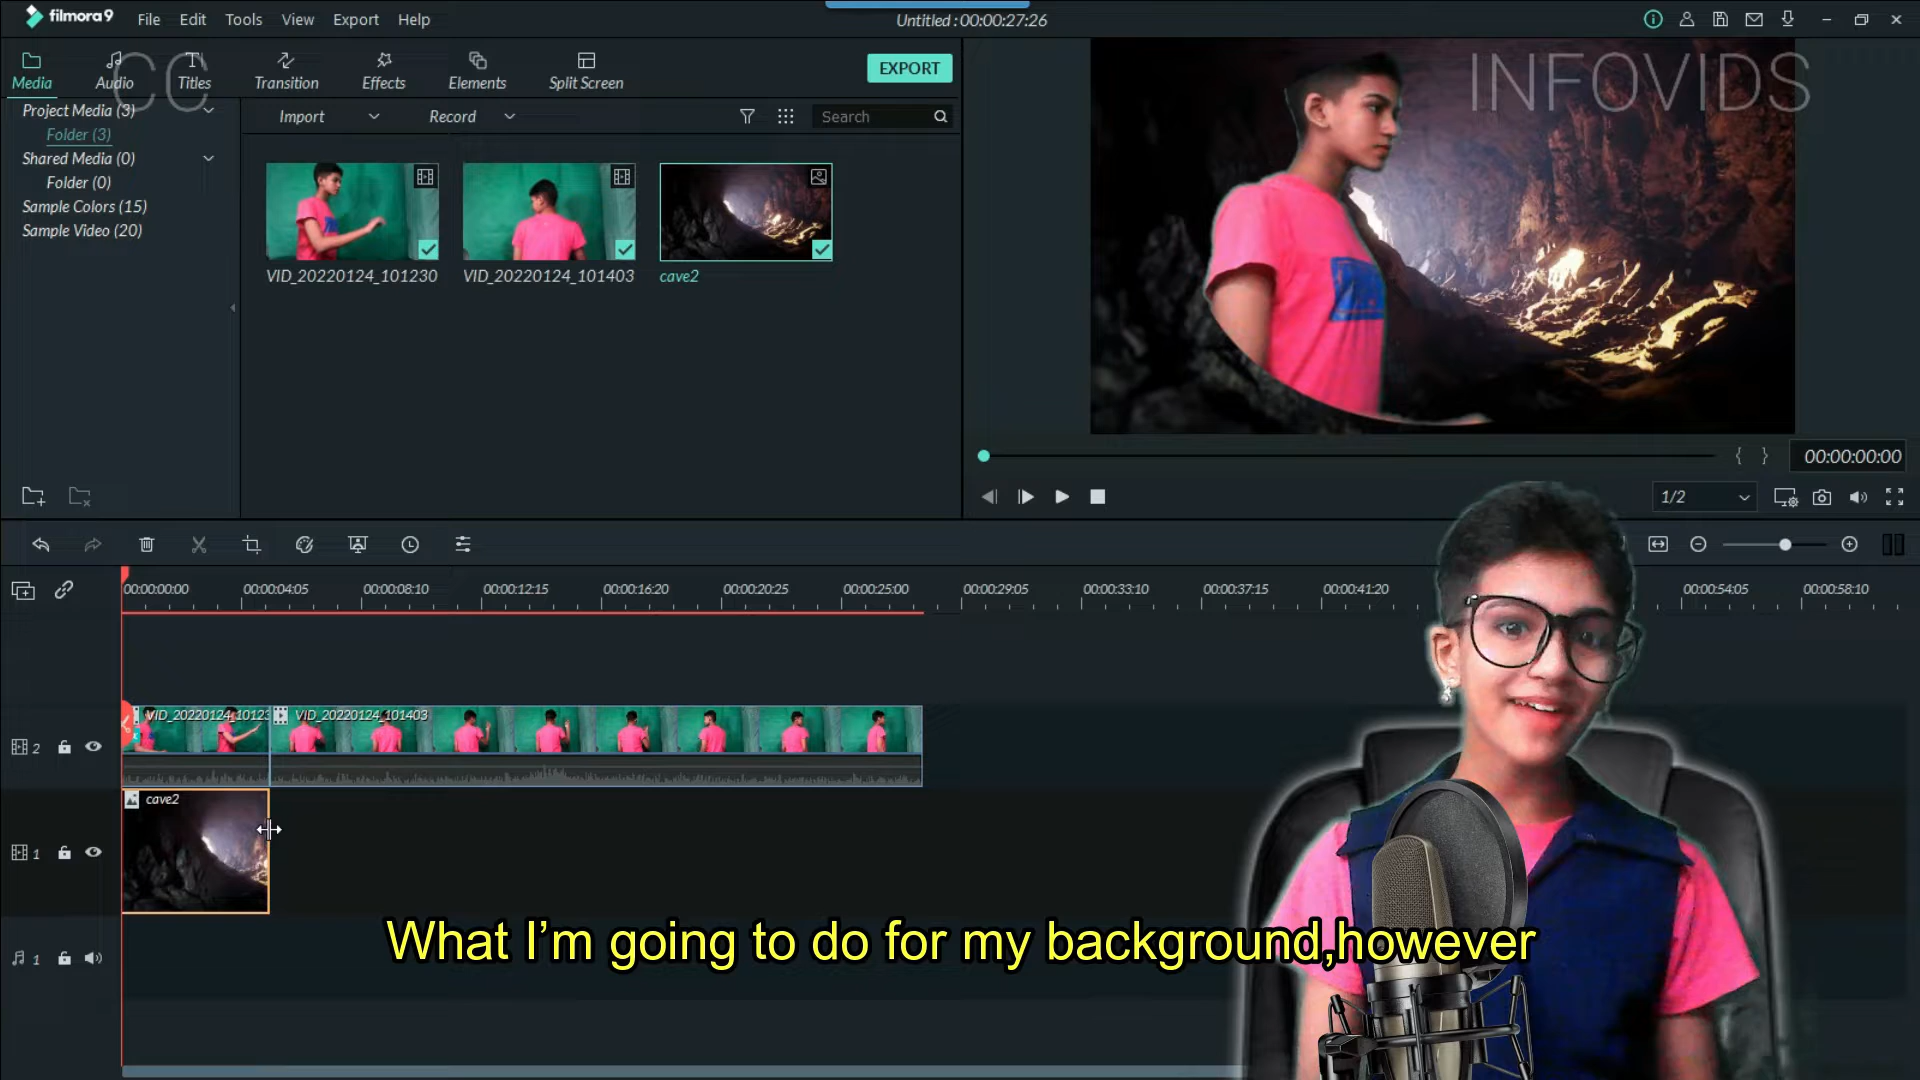 filmora9 File Edit Tools View Export Help Untitled : 00:00:27:26
Media Audio Titles Transition Effects Elements Split Screen EXPORT
CC
INFOVIDS
Project Media (3) Import Record Search
Folder (3)
Shared Media (0)
Folder (0)
Sample Colors (15)
Sample Video (20)
VID_20220124_101230 VID_20220124_101403 cave2
{ } 00:00:00:00
1/2
00:00:00:00 00:00:04:05 00:00:08:10 00:00:12:15 00:00:16:20 00:00:20:25 00:00:25:00 00:00:29:05 00:00:33:10 00:00:37:15 00:00:41:20 00:00:54:05 00:00:58:10
VID_20220124_10123 VID_20220124_101403
2
cave2
1
What I'm going to do for my background,however
1